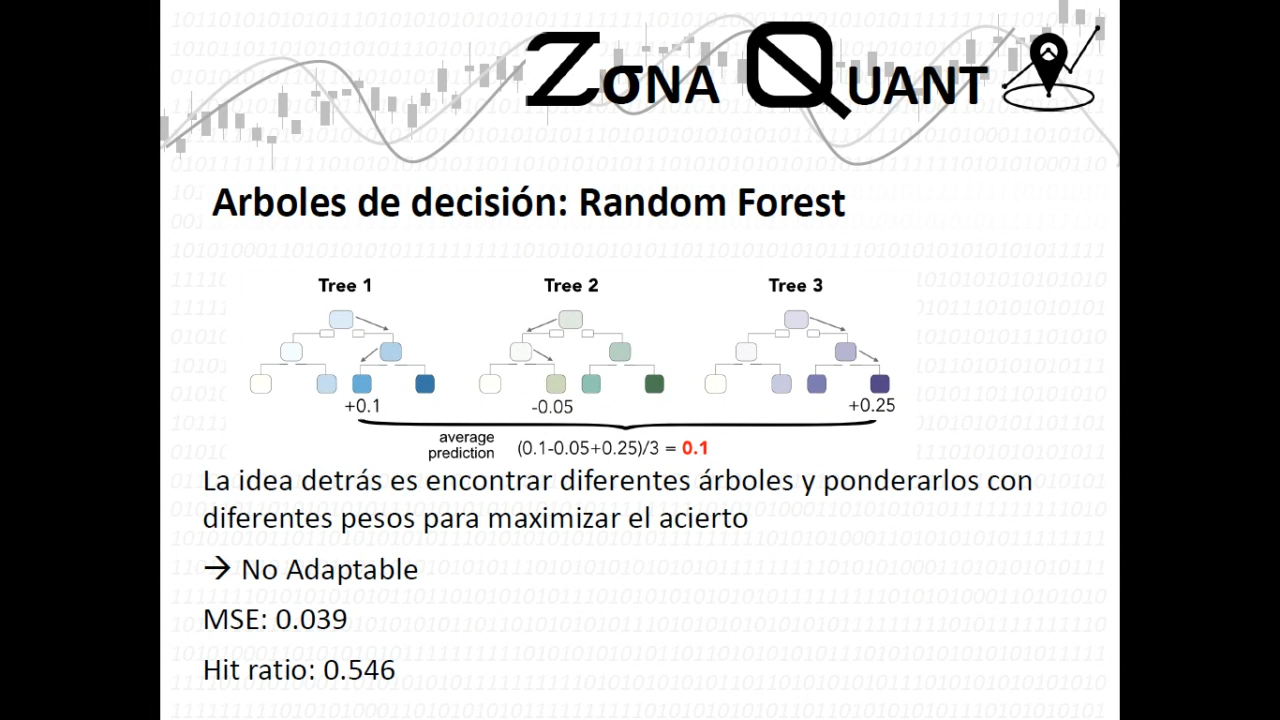 ZσNA QUANT
Arboles de decisión: Random Forest
Tree 1 Tree 2 Tree 3
+0.1 -0.05 +0.25
average
prediction (0.1-0.05+0.25)/3 = 0.1
La idea detrás es encontrar diferentes árboles y ponderarlos con
diferentes pesos para maximizar el acierto
→ No Adaptable
MSE: 0.039
Hit ratio: 0.546